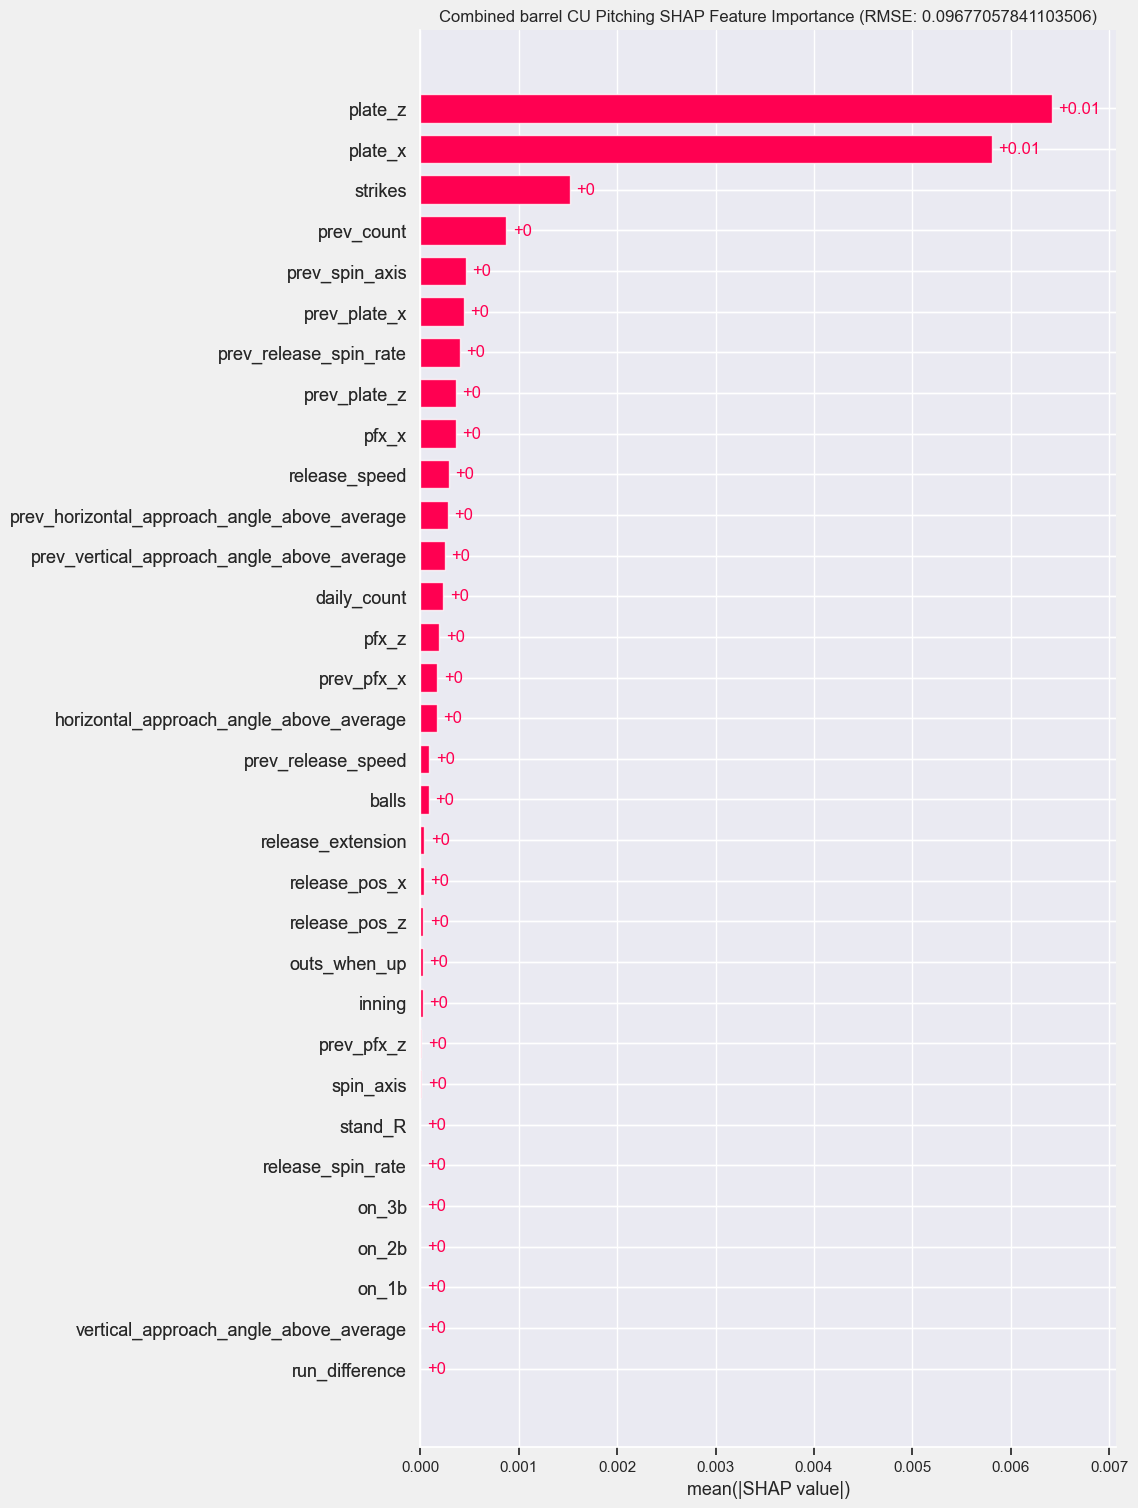 Combined barrel CU Pitching SHAP Feature Importance (RMSE: 0.09677057841103506)
plate_z +0.01
plate_x +0.01
strikes +0
prev_count +0
prev_spin_axis +0
prev_plate_x +0
prev_release_spin_rate +0
prev_plate_z +0
pfx_x +0
release_speed +0
prev_horizontal_approach_angle_above_average +0
prev_vertical_approach_angle_above_average +0
daily_count +0
pfx_z +0
prev_pfx_x +0
horizontal_approach_angle_above_average +0
prev_release_speed +0
balls +0
release_extension +0
release_pos_x +0
release_pos_z +0
outs_when_up +0
inning +0
prev_pfx_z +0
spin_axis +0
stand_R +0
release_spin_rate +0
on_3b +0
on_2b +0
on_1b +0
vertical_approach_angle_above_average +0
run_difference +0
0.000 0.001 0.002 0.003 0.004 0.005 0.006 0.007
mean(|SHAP value|)